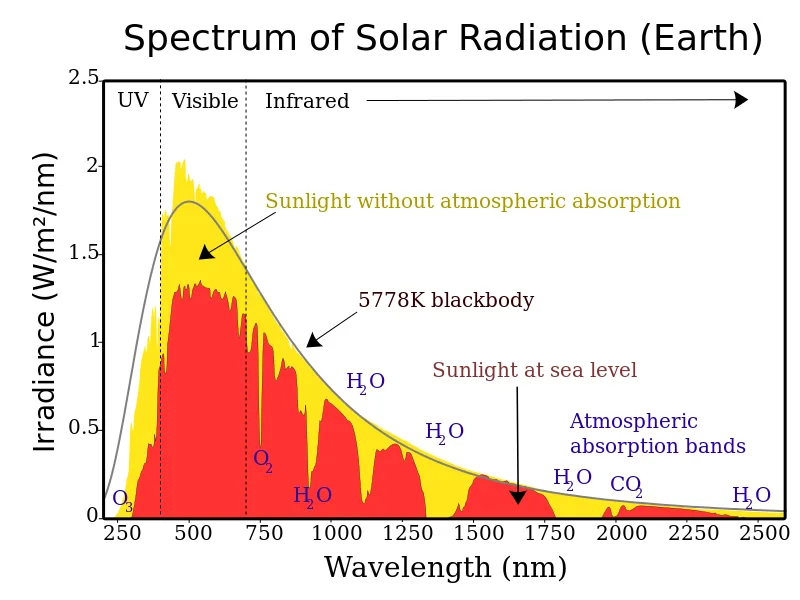 Spectrum of Solar Radiation (Earth)
Irradiance (W/m²/nm)
2.5
2
1.5
1
0.5
0
UV
Visible
Infrared
Sunlight without atmospheric absorption
5778K blackbody
H₂O
Sunlight at sea level
H₂O
Atmospheric
absorption bands
O₂
H₂O
CO₂
O₃
H₂O
H₂O
250 500 750 1000 1250 1500 1750 2000 2250 2500
Wavelength (nm)